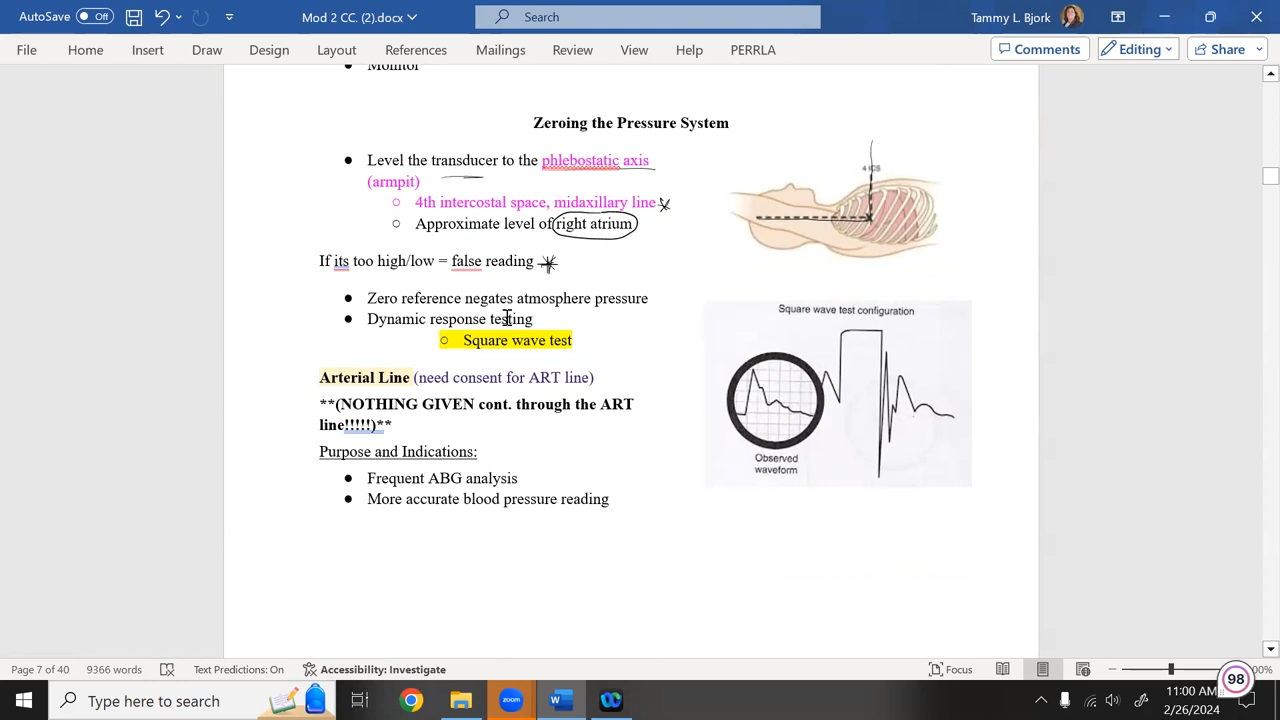 AutoSave Off Mod 2 CC. (2).docx Search Tammy L. Bjork
File Home Insert Draw Design Layout References Mailings Review View Help PERRLA Comments Editing Share
● Monitor
Zeroing the Pressure System
● Level the transducer to the phlebostatic axis
(armpit)
○ 4th intercostal space, midaxillary line
○ Approximate level of right atrium
4 ICS
If its too high/low = false reading
● Zero reference negates atmosphere pressure
● Dynamic response testing
○ Square wave test
Square wave test configuration
Observed
waveform
Arterial Line (need consent for ART line)
**(NOTHING GIVEN cont. through the ART
line!!!!!)**
Purpose and Indications:
● Frequent ABG analysis
● More accurate blood pressure reading
Page 7 of 40 9366 words Text Predictions: On Accessibility: Investigate Focus
98
Type here to search
zoom
11:00 AM
2/26/2024